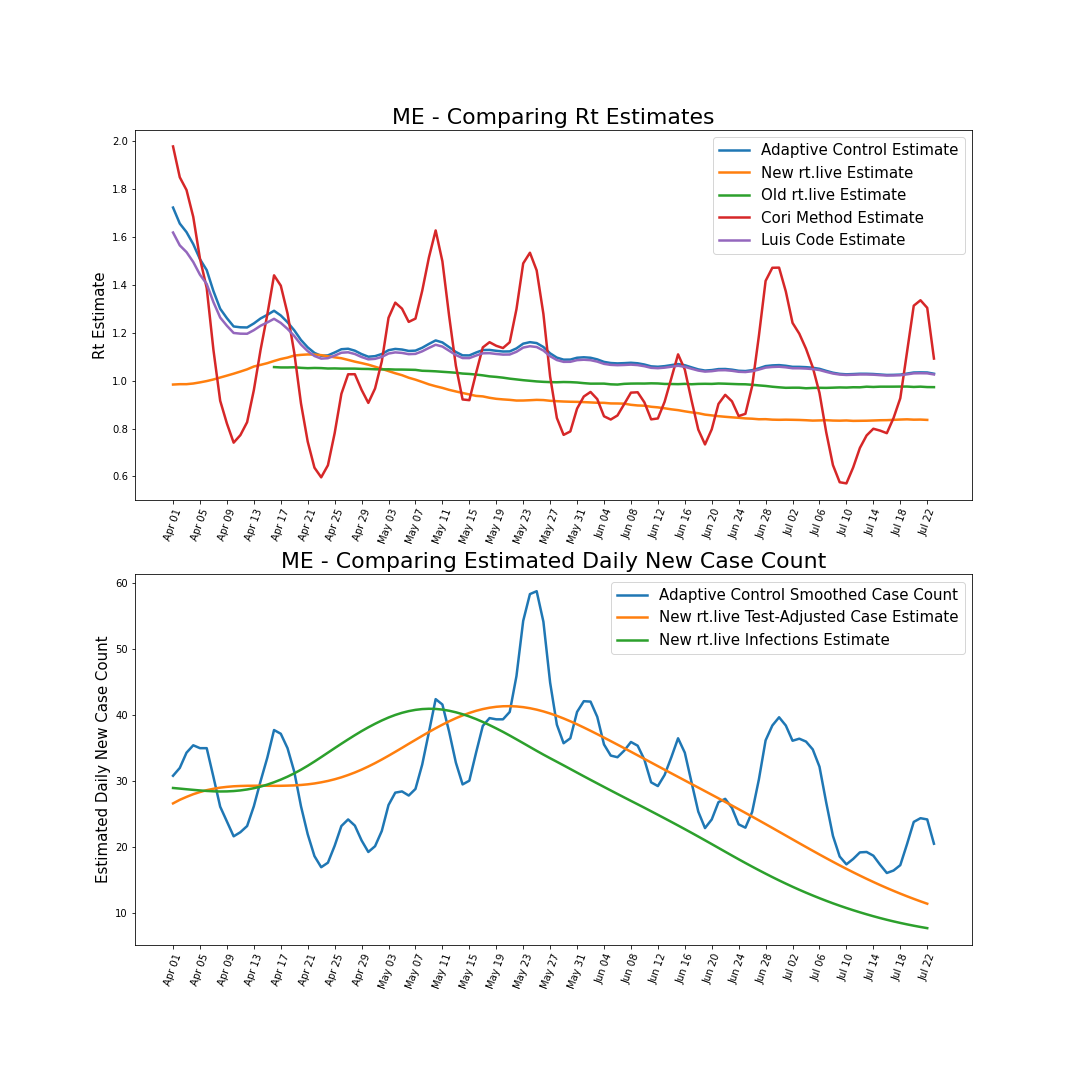 ME - Comparing Rt Estimates
Rt Estimate
2.0
1.8
1.6
1.4
1.2
1.0
0.8
0.6
Adaptive Control Estimate
New rt.live Estimate
Old rt.live Estimate
Cori Method Estimate
Luis Code Estimate
Apr 01
Apr 05
Apr 09
Apr 13
Apr 17
Apr 21
Apr 25
Apr 29
May 03
May 07
May 11
May 15
May 19
May 23
May 27
May 31
Jun 04
Jun 08
Jun 12
Jun 16
Jun 20
Jun 24
Jun 28
Jul 02
Jul 06
Jul 10
Jul 14
Jul 18
Jul 22
ME - Comparing Estimated Daily New Case Count
Estimated Daily New Case Count
60
50
40
30
20
10
Adaptive Control Smoothed Case Count
New rt.live Test-Adjusted Case Estimate
New rt.live Infections Estimate
Apr 01
Apr 05
Apr 09
Apr 13
Apr 17
Apr 21
Apr 25
Apr 29
May 03
May 07
May 11
May 15
May 19
May 23
May 27
May 31
Jun 04
Jun 08
Jun 12
Jun 16
Jun 20
Jun 24
Jun 28
Jul 02
Jul 06
Jul 10
Jul 14
Jul 18
Jul 22